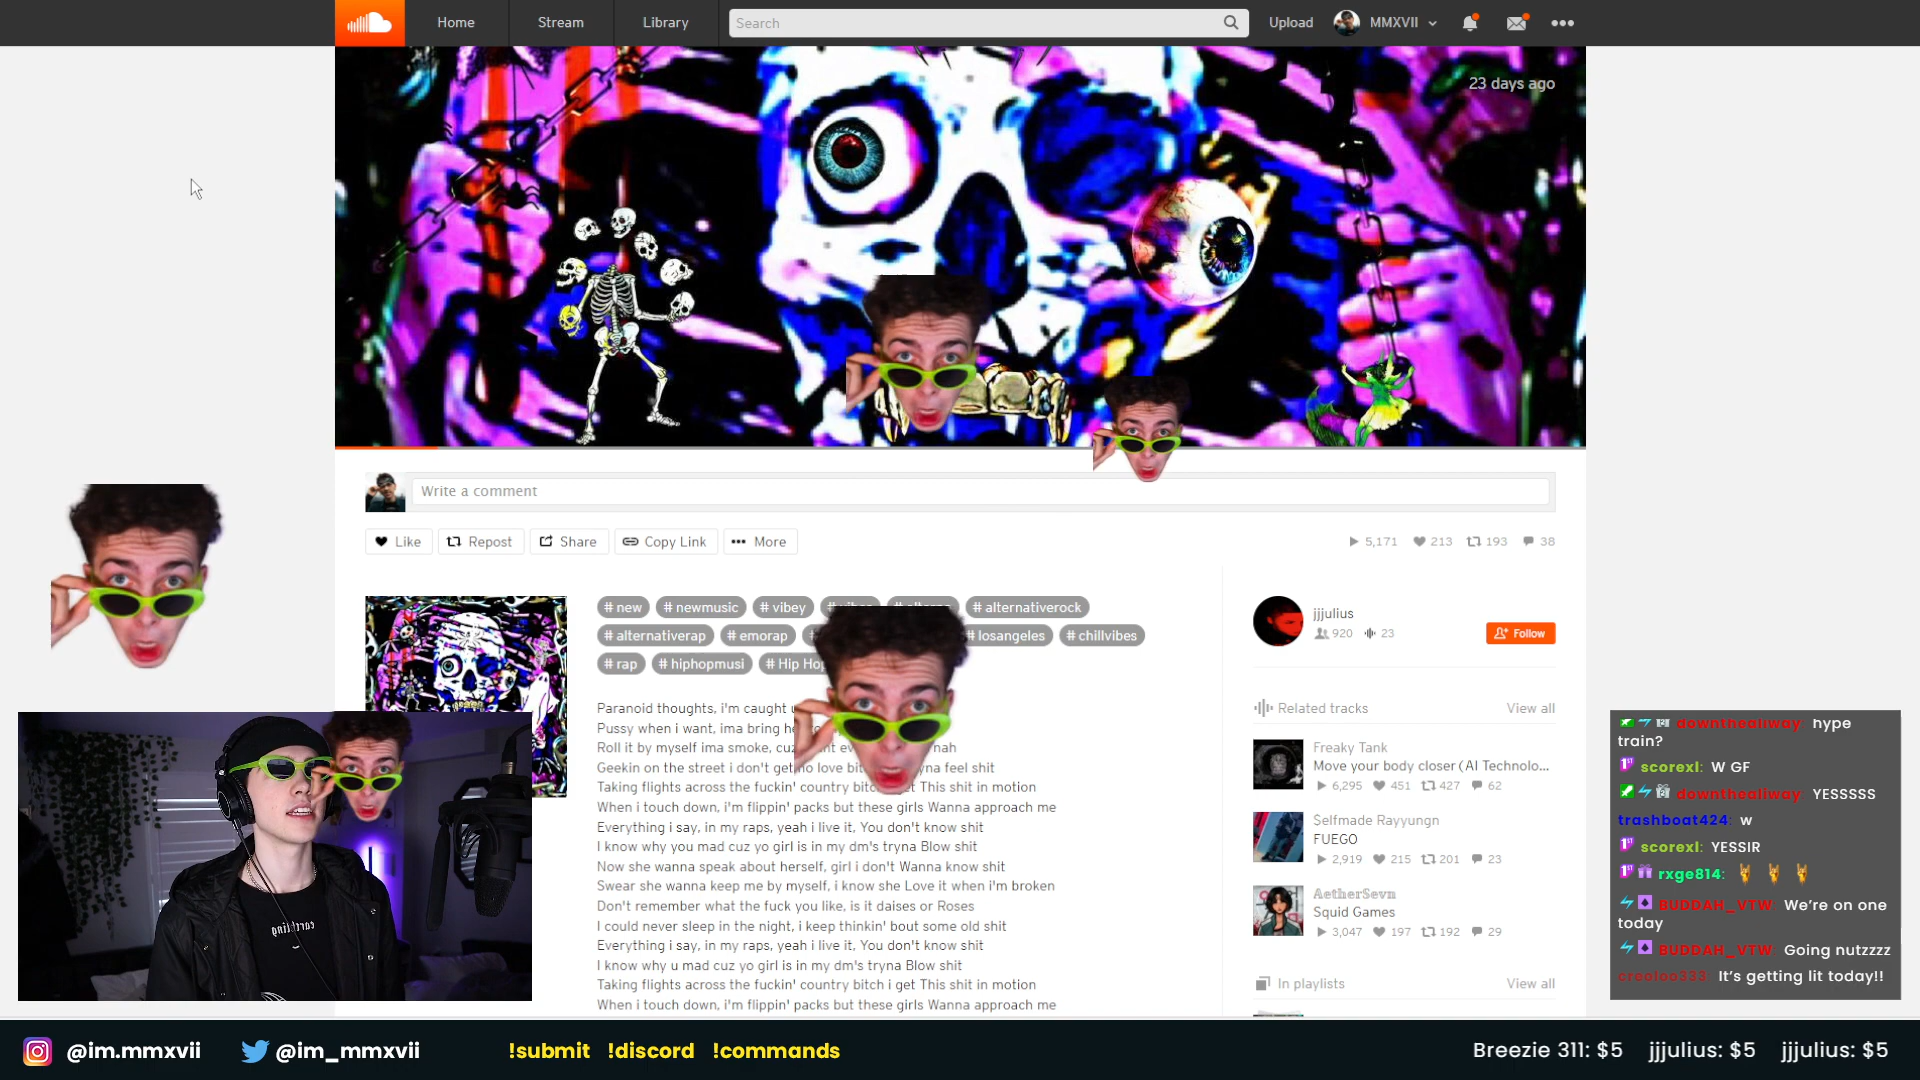 Home
Stream
Library
Search
Upload
MMXVII
23 days ago
Write a comment
Like
Repost
Share
Copy Link
More
5,171
213
193
38
# new
# newmusic
# vibey
# alternativerock
# alternativerap
# emorap
# losangeles
# chillvibes
# rap
# hiphopmusi
# Hip Hop
Paranoid thoughts, i'm caught
Pussy when i want, ima bring
Roll it by myself ima smoke, nah
Geekin on the street i don't get no love feel shit
Taking flights across the fuckin' country This shit in motion
When i touch down, i'm flippin' packs but these girls Wanna approach me
Everything i say, in my raps, yeah i live it, You don't know shit
I know why you mad cuz yo girl is in my dm's tryna Blow shit
Now she wanna speak about herself, girl i don't Wanna know shit
Swear she wanna keep me by myself, i know she Love it when i'm broken
Don't remember what the fuck you like, is it daises or Roses
I could never sleep in the night, i keep thinkin' bout some old shit
Everything i say, in my raps, yeah i live it, You don't know shit
I know why u mad cuz yo girl is in my dm's tryna Blow shit
Taking flights across the fuckin' country bitch i get This shit in motion
When i touch down, i'm flippin' packs but these girls Wanna approach me
jjjulius
920 23
Follow
Related tracks
View all
Freaky Tank
Move your body closer (AI Technolo...
6,295 451 427 62
Selfmade Rayyungn
FUEGO
2,919 215 201 23
AetherSevn
Squid Games
3,047 197 192 29
In playlists
View all
downthealiway hype
train?
scorexl: W GF
downthealiway: YESSSSS
trashboat424: w
scorexl: YESSIR
rxge814: 🤘 🤘 🤘
BUDDAH_VTW: We're on one
today
BUDDAH_VTW: Going nutzzzz
creoloo333: It's getting lit today!!
@im.mmxvii
@im_mmxvii
!submit
!discord
!commands
Breezie 311: $5
jjjulius: $5
jjjulius: $5